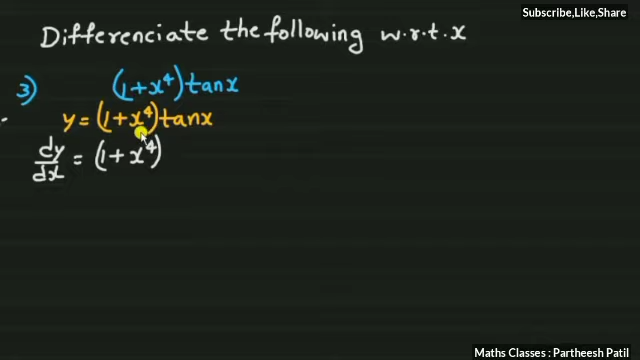 Subscribe,Like,Share
Differenciate the following w.r.t.x
3) (1+x⁴)tanx
y = (1+x⁴)tanx
dy/dx = (1+x⁴)
Maths Classes : Partheesh Patil